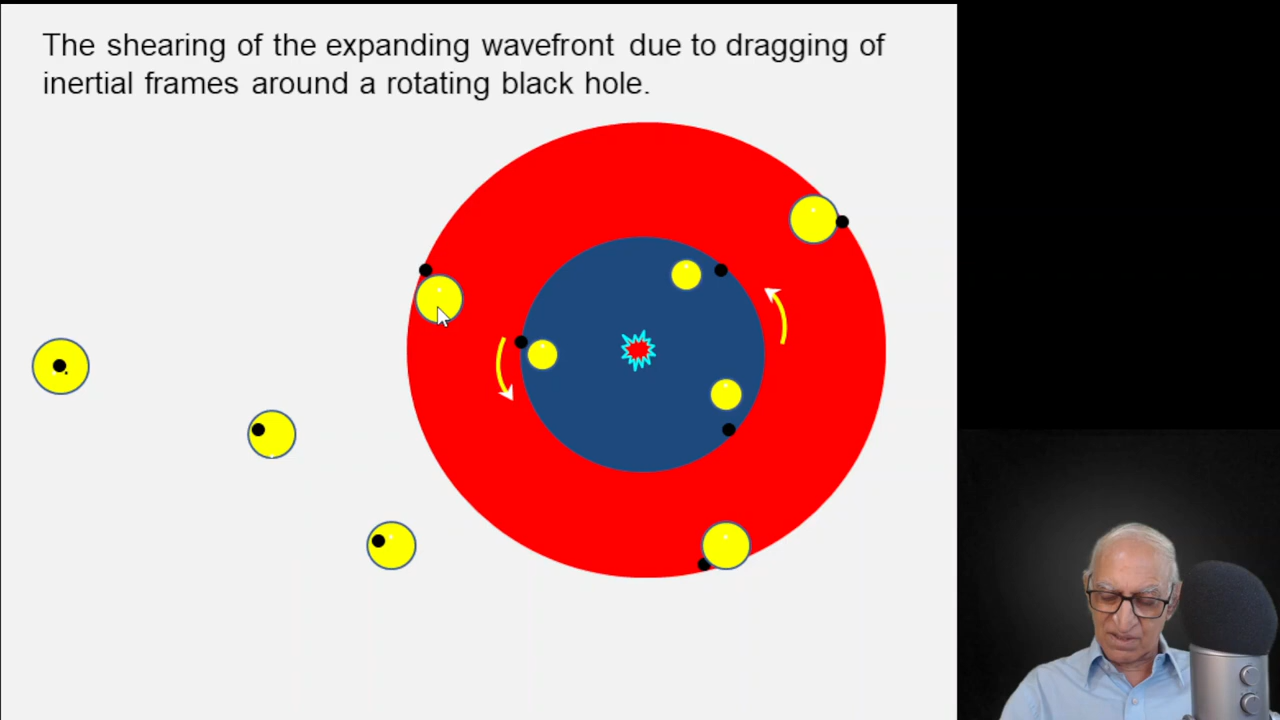 The shearing of the expanding wavefront due to dragging of
inertial frames around a rotating black hole.